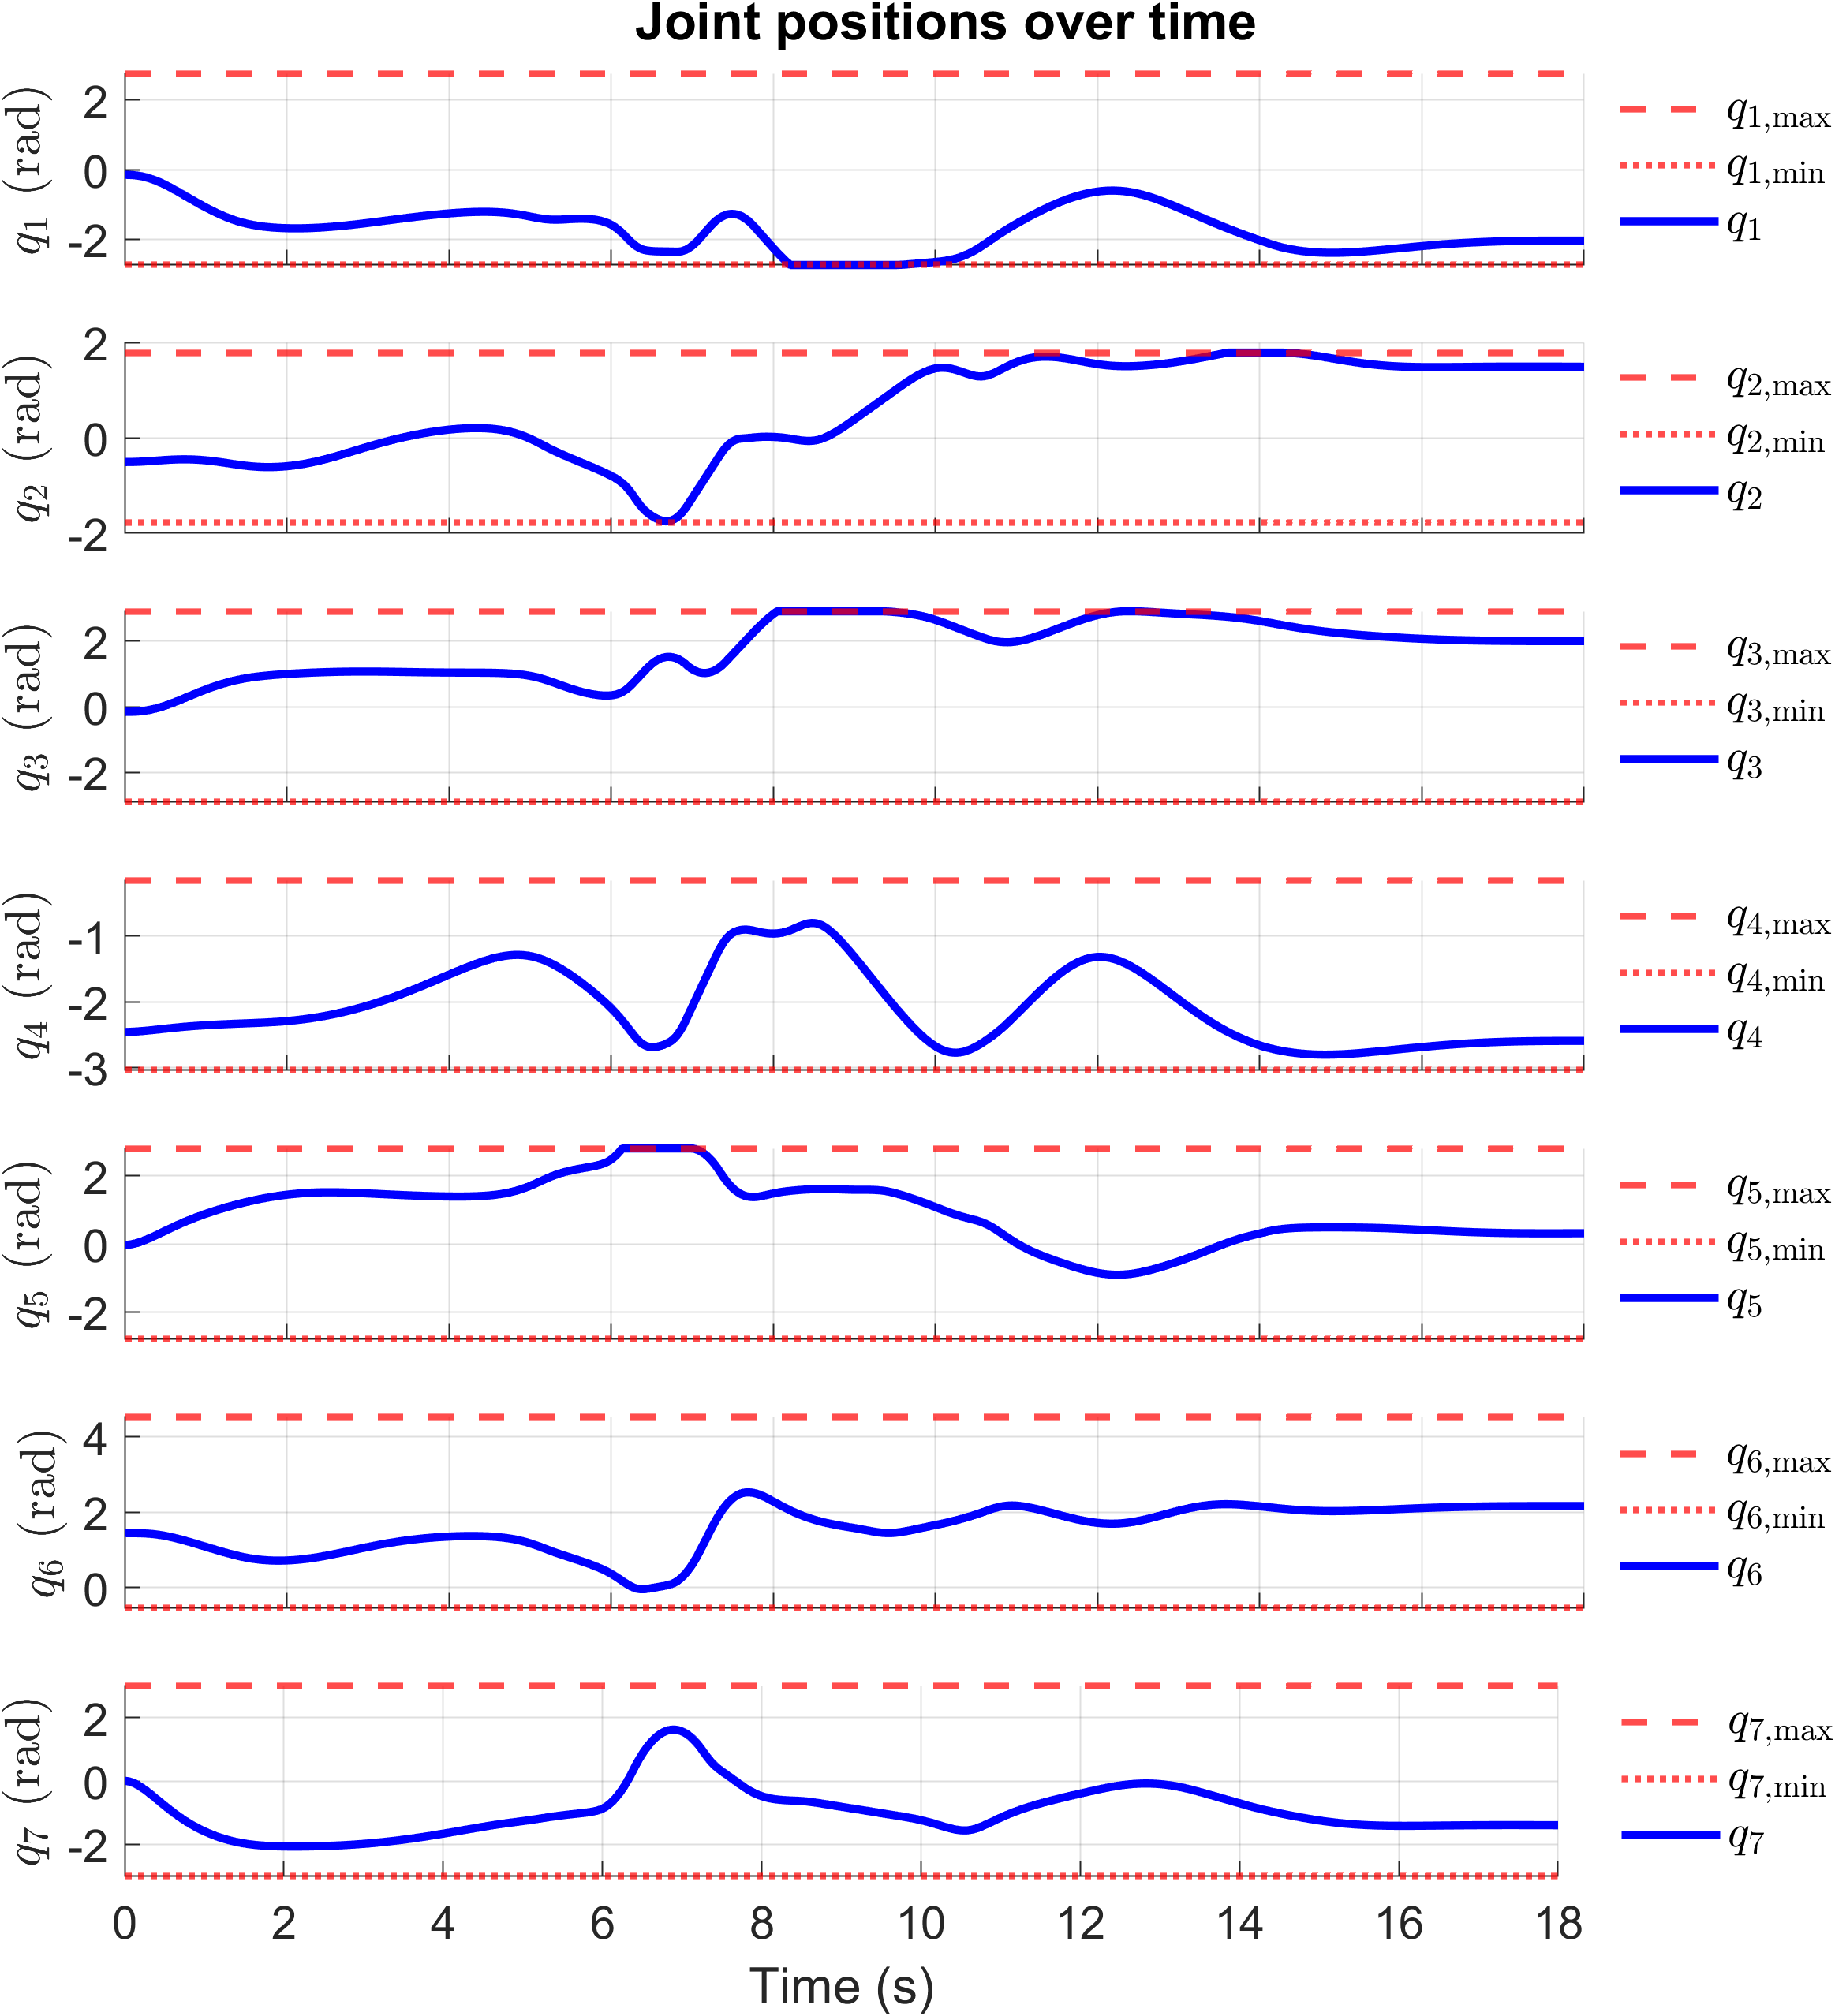 Joint positions over time
q1 (rad)
2
0
-2
q1,max
q1,min
q1
q2 (rad)
2
0
-2
q2,max
q2,min
q2
q3 (rad)
2
0
-2
q3,max
q3,min
q3
q4 (rad)
-1
-2
-3
q4,max
q4,min
q4
q5 (rad)
2
0
-2
q5,max
q5,min
q5
q6 (rad)
4
2
0
q6,max
q6,min
q6
q7 (rad)
2
0
-2
q7,max
q7,min
q7
0 2 4 6 8 10 12 14 16 18
Time (s)